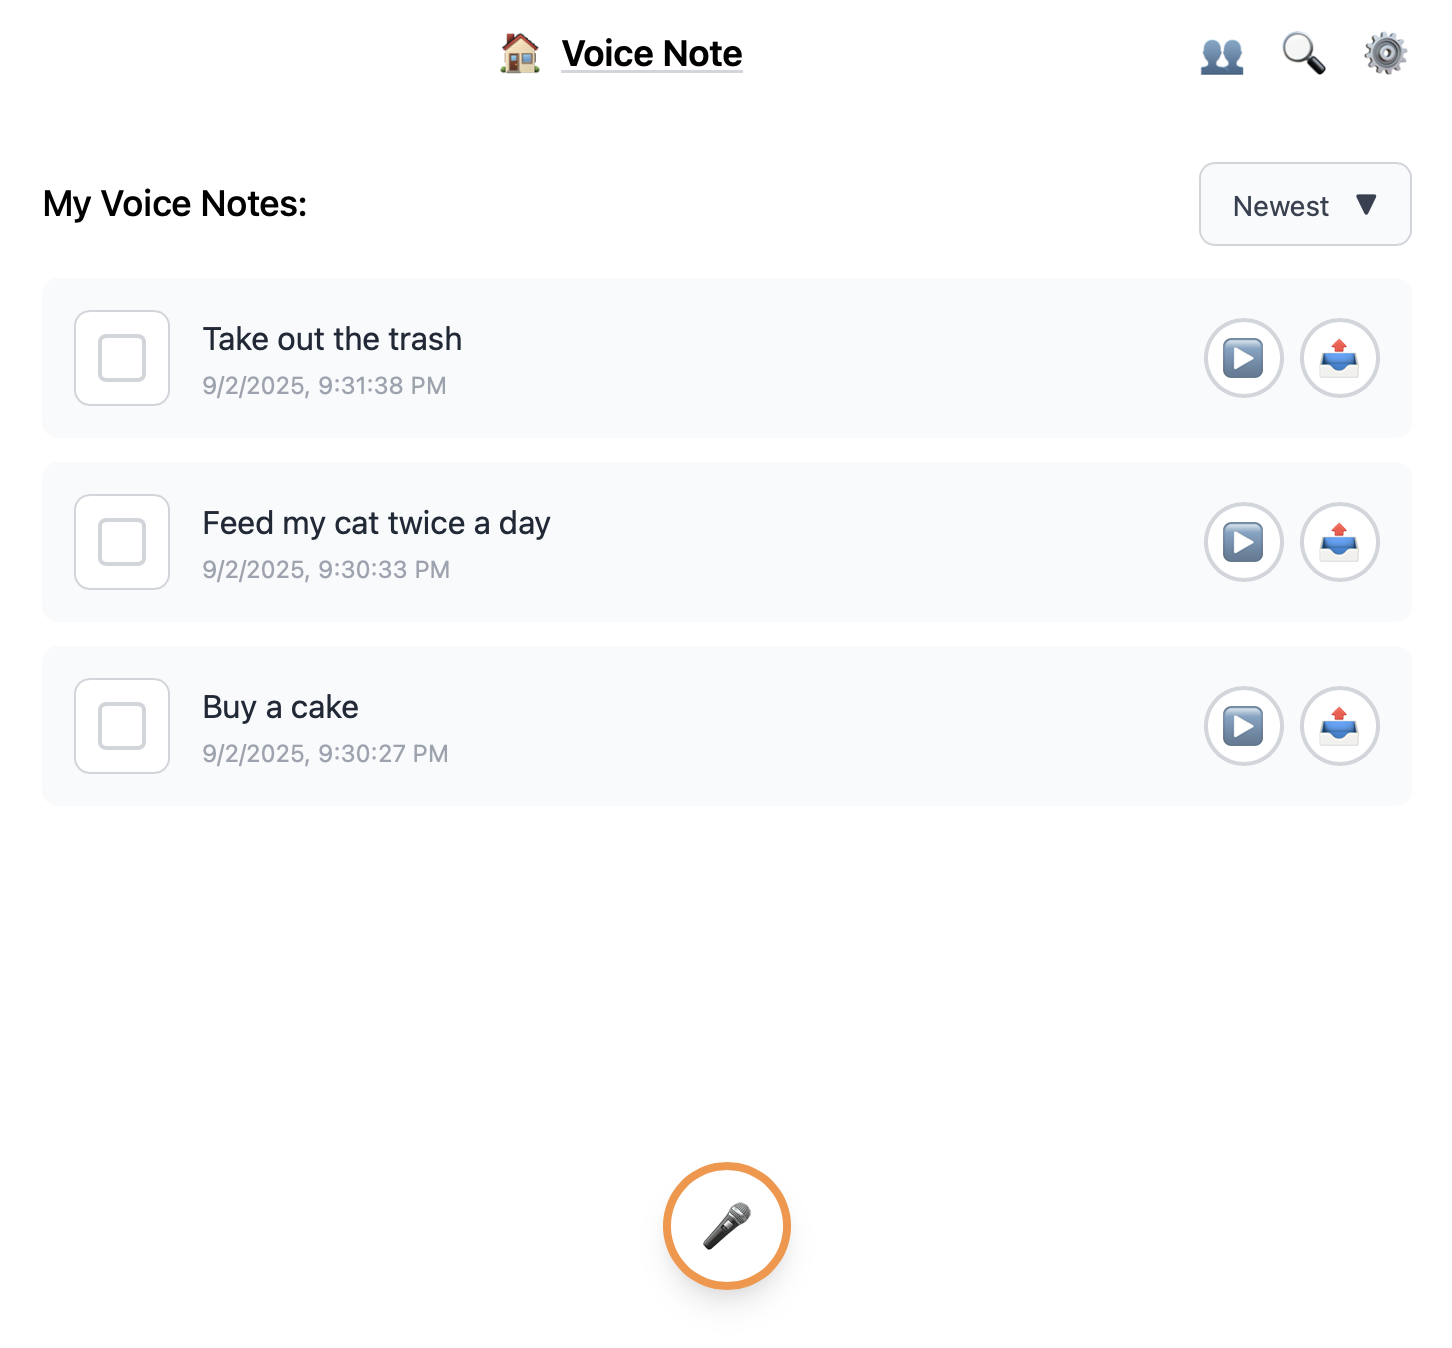 Voice Note
My Voice Notes:
Newest ▼
Take out the trash
9/2/2025, 9:31:38 PM
Feed my cat twice a day
9/2/2025, 9:30:33 PM
Buy a cake
9/2/2025, 9:30:27 PM